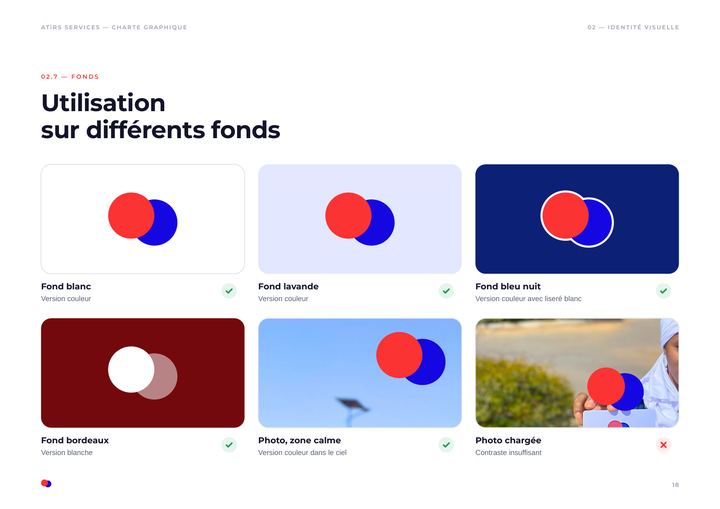 ATIRS SERVICES — CHARTE GRAPHIQUE
02 — IDENTITÉ VISUELLE
02.7 — FONDS
Utilisation
sur différents fonds
Fond blanc
Version couleur
Fond lavande
Version couleur
Fond bleu nuit
Version couleur avec liseré blanc
Fond bordeaux
Version blanche
Photo, zone calme
Version couleur dans le ciel
Photo chargée
Contraste insuffisant
18